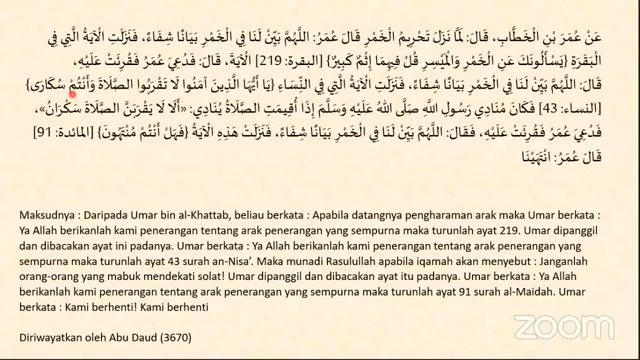 عَنْ عُمَرَ بْنِ الْخَطَّابِ، قَالَ: لَمَّا نَزَلَ تَحْرِيمُ الْخَمْرِ قَالَ عُمَرُ: اللَّهُمَّ بَيِّنْ لَنَا فِي الْخَمْرِ بَيَانًا شِفَاءً، فَنَزَلَتِ الْآيَةُ الَّتِي فِي
الْبَقَرَةِ {يَسْأَلُونَكَ عَنِ الْخَمْرِ وَالْمَيْسِرِ قُلْ فِيهِمَا إِثْمٌ كَبِيرٌ} [البقرة: 219] الْآيَةَ، قَالَ: فَدُعِيَ عُمَرُ فَقُرِئَتْ عَلَيْهِ،
قَالَ: اللَّهُمَّ بَيِّنْ لَنَا فِي الْخَمْرِ بَيَانًا شِفَاءً، فَنَزَلَتِ الْآيَةُ الَّتِي فِي النِّسَاءِ {يَا أَيُّهَا الَّذِينَ آمَنُوا لَا تَقْرَبُوا الصَّلَاةَ وَأَنْتُمْ سُكَارَى}
[النساء: 43] فَكَانَ مُنَادِي رَسُولِ اللَّهِ صَلَّى اللهُ عَلَيْهِ وَسَلَّمَ إِذَا أُقِيمَتِ الصَّلَاةُ يُنَادِي: «أَلَا لَا يَقْرَبَنَّ الصَّلَاةَ سَكْرَانُ»،
فَدُعِيَ عُمَرُ فَقُرِئَتْ عَلَيْهِ، فَقَالَ: اللَّهُمَّ بَيِّنْ لَنَا فِي الْخَمْرِ بَيَانًا شِفَاءً، فَنَزَلَتْ هَذِهِ الْآيَةُ {فَهَلْ أَنْتُمْ مُنْتَهُونَ} [المائدة: 91]
قَالَ عُمَرُ: انْتَهَيْنَا
Maksudnya : Daripada Umar bin al-Khattab, beliau berkata : Apabila datangnya pengharaman arak maka Umar berkata :
Ya Allah berikanlah kami penerangan tentang arak penerangan yang sempurna maka turunlah ayat 219. Umar dipanggil
dan dibacakan ayat ini padanya. Umar berkata : Ya Allah berikanlah kami penerangan tentang arak penerangan yang
sempurna maka turunlah ayat 43 surah an-Nisa’. Maka munadi Rasulullah apabila iqamah akan menyebut : Janganlah
orang-orang yang mabuk mendekati solat! Umar dipanggil dan dibacakan ayat itu padanya. Umar berkata : Ya Allah
berikanlah kami penerangan tentang arak penerangan yang sempurna maka turunlah ayat 91 surah al-Maidah. Umar
berkata : Kami berhenti! Kami berhenti
Diriwayatkan oleh Abu Daud (3670)
zoom